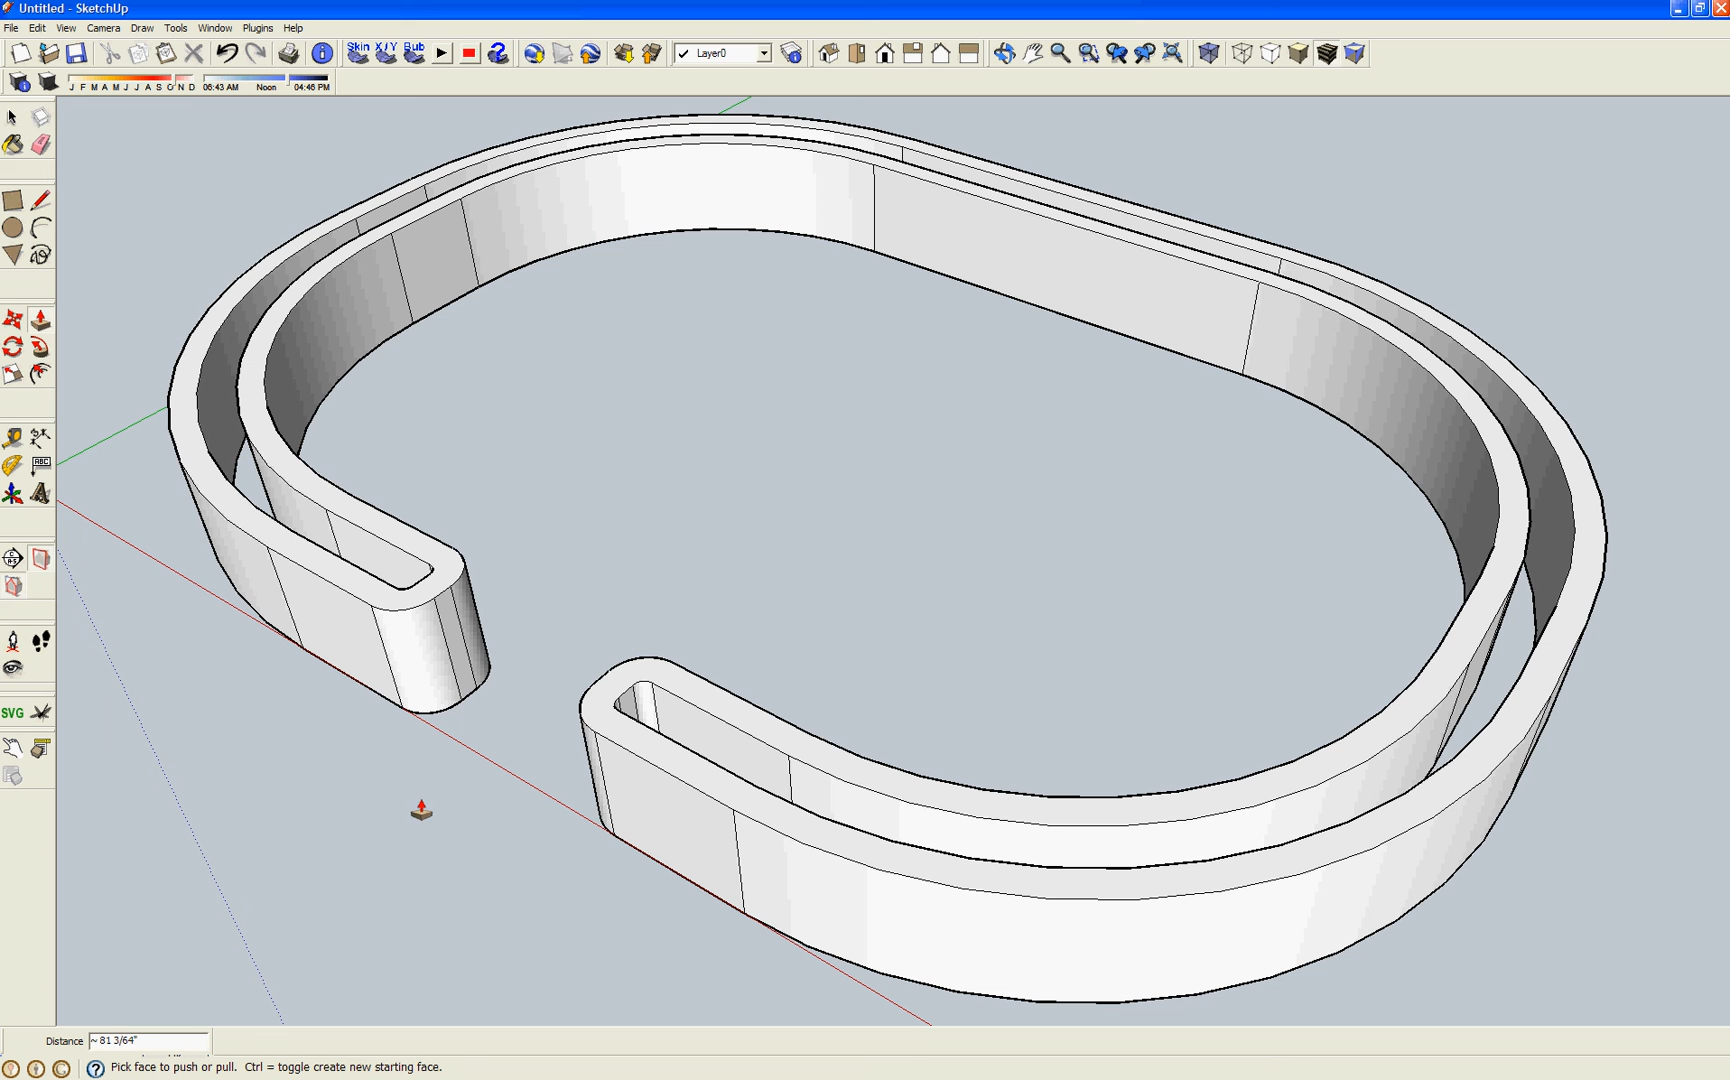 Untitled - SketchUp
File Edit View Camera Draw Tools Window Plugins Help
Skin X/Y Bub Layer0
J F M A M J J A S O N D 06:43 AM Noon 04:46 PM
ABC
SVG
Distance ~ 81 3/64"
Pick face to push or pull. Ctrl = toggle create new starting face.